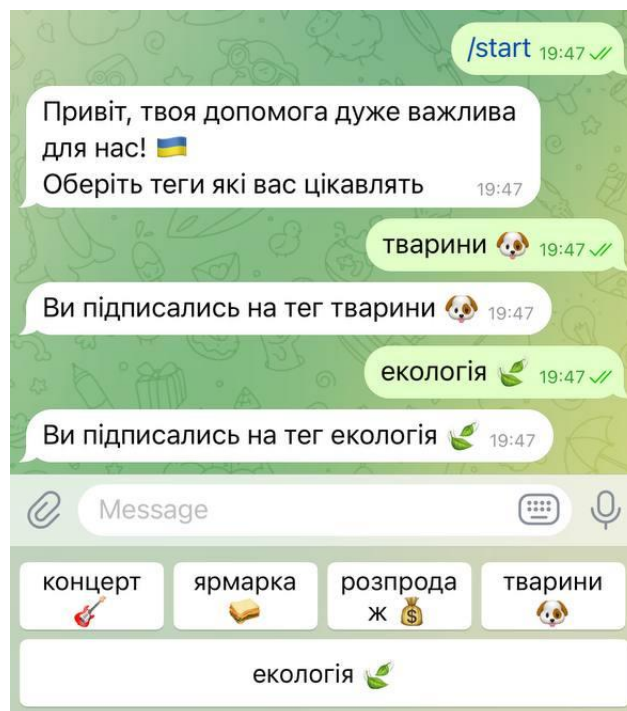 /start 19:47
Привіт, твоя допомога дуже важлива
для нас! 🇺🇦
Оберіть теги які вас цікавлять 19:47
тварини 🐶 19:47
Ви підписались на тег тварини 🐶 19:47
екологія 🌿 19:47
Ви підписались на тег екологія 🌿 19:47
Message
концерт
🎸
ярмарка
🥪
розпрода
ж 💰
тварини
🐶
екологія 🌿